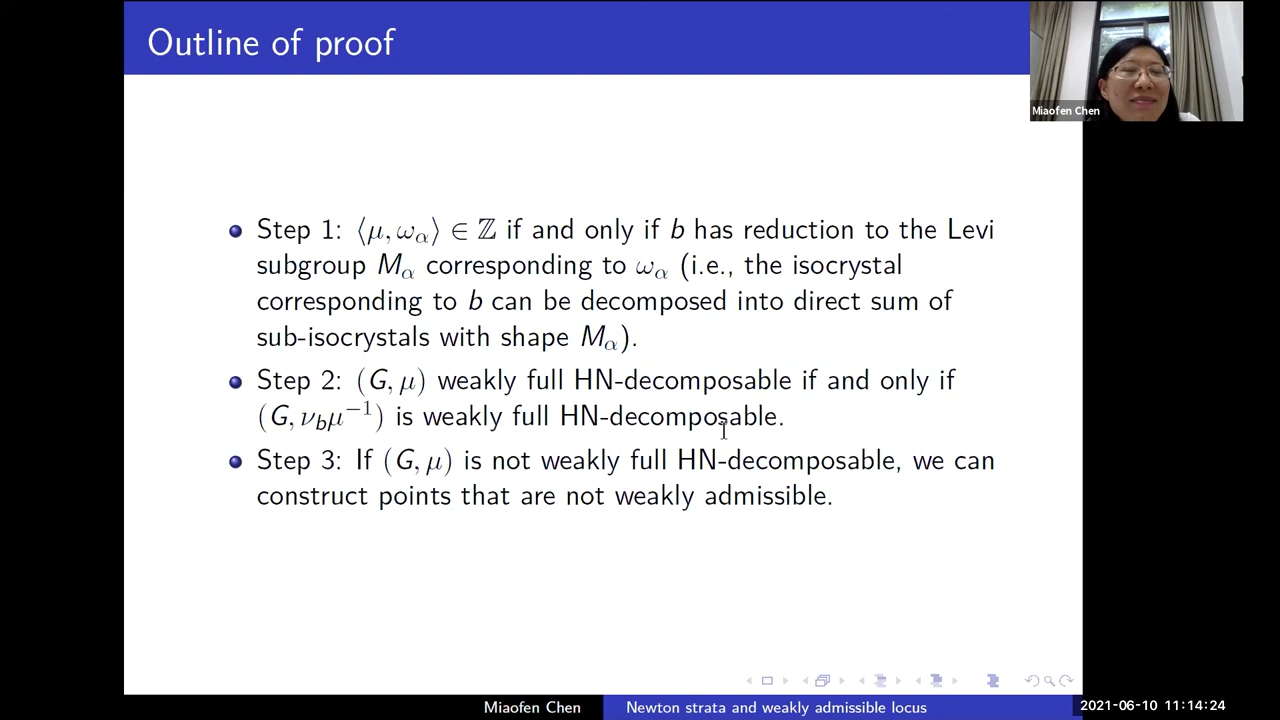 Outline of proof
Miaofen Chen
Step 1: ⟨μ, ω_α⟩ ∈ ℤ if and only if b has reduction to the Levi
subgroup M_α corresponding to ω_α (i.e., the isocrystal
corresponding to b can be decomposed into direct sum of
sub-isocrystals with shape M_α).
Step 2: (G, μ) weakly full HN-decomposable if and only if
(G, ν_bμ⁻¹) is weakly full HN-decomposable.
Step 3: If (G, μ) is not weakly full HN-decomposable, we can
construct points that are not weakly admissible.
Miaofen Chen
Newton strata and weakly admissible locus
2021-06-10 11:14:24